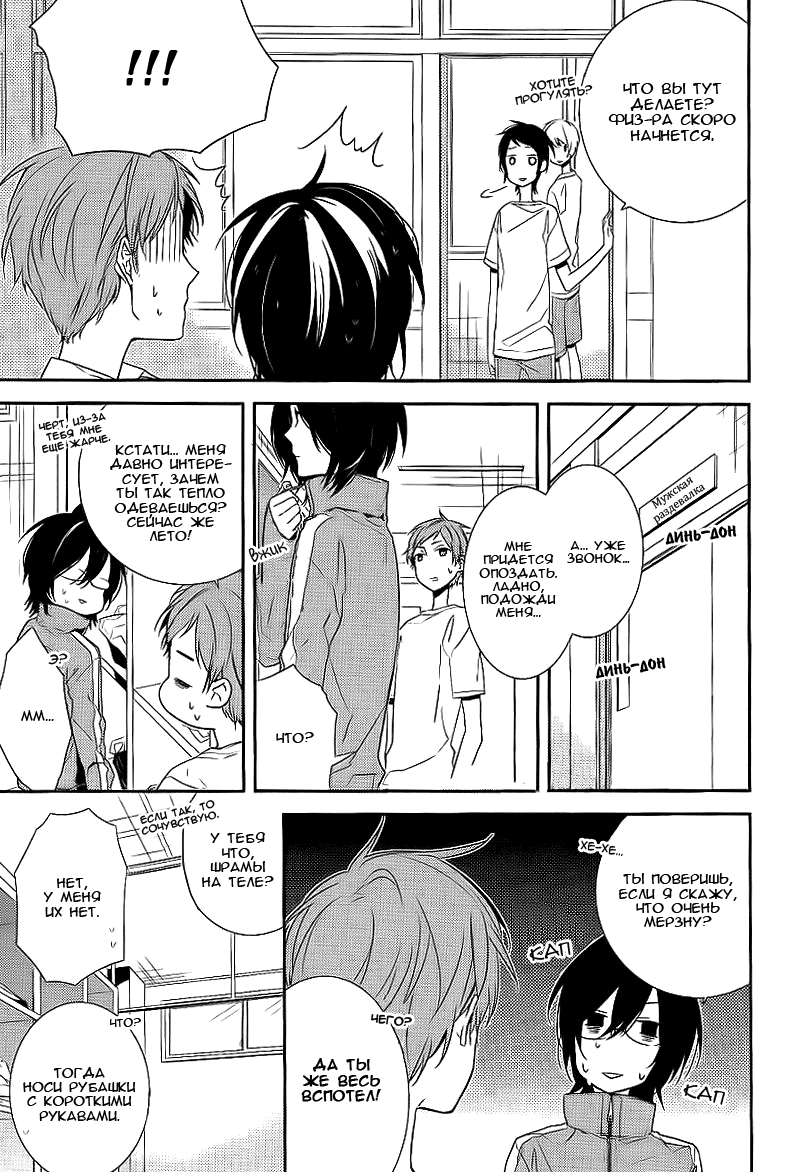 ЧТО ВЫ ТУТ
ДЕЛАЕТЕ?
ФИЗ-РА СКОРО
НАЧНЕТСЯ.
ХОТИТЕ
ПРОГУЛЯТЬ?
!!!
Мужская
раздевалка
ДИНЬ-ДОН
ДИНЬ-ДОН
А... УЖЕ
ЗВОНОК...
МНЕ
ПРИДЕТСЯ
ОПОЗДАТЬ.
ЛАДНО,
ПОДОЖДИ
МЕНЯ...
ВЖИК
ЧТО?
КСТАТИ... МЕНЯ
ДАВНО ИНТЕРЕ-
СУЕТ, ЗАЧЕМ
ТЫ ТАК ТЕПЛО
ОДЕВАЕШЬСЯ?
СЕЙЧАС ЖЕ
ЛЕТО!
ЧЕРТ, ИЗ-ЗА
ТЕБЯ МНЕ
ЕЩЕ ЖАРЧЕ.
Э?
ММ...
ХЕ-ХЕ...
ТЫ ПОВЕРИШЬ,
ЕСЛИ Я СКАЖУ,
ЧТО ОЧЕНЬ
МЕРЗНУ?
КАП
КАП
ЧЕГО?
ДА ТЫ
ЖЕ ВЕСЬ
ВСПОТЕЛ!
У ТЕБЯ
ЧТО,
ШРАМЫ
НА ТЕЛЕ?
ЕСЛИ ТАК, ТО
СОЧУВСТВУЮ.
НЕТ,
У МЕНЯ
ИХ НЕТ.
ЧТО?
ТОГДА
НОСИ РУБАШКИ
С КОРОТКИМИ
РУКАВАМИ.